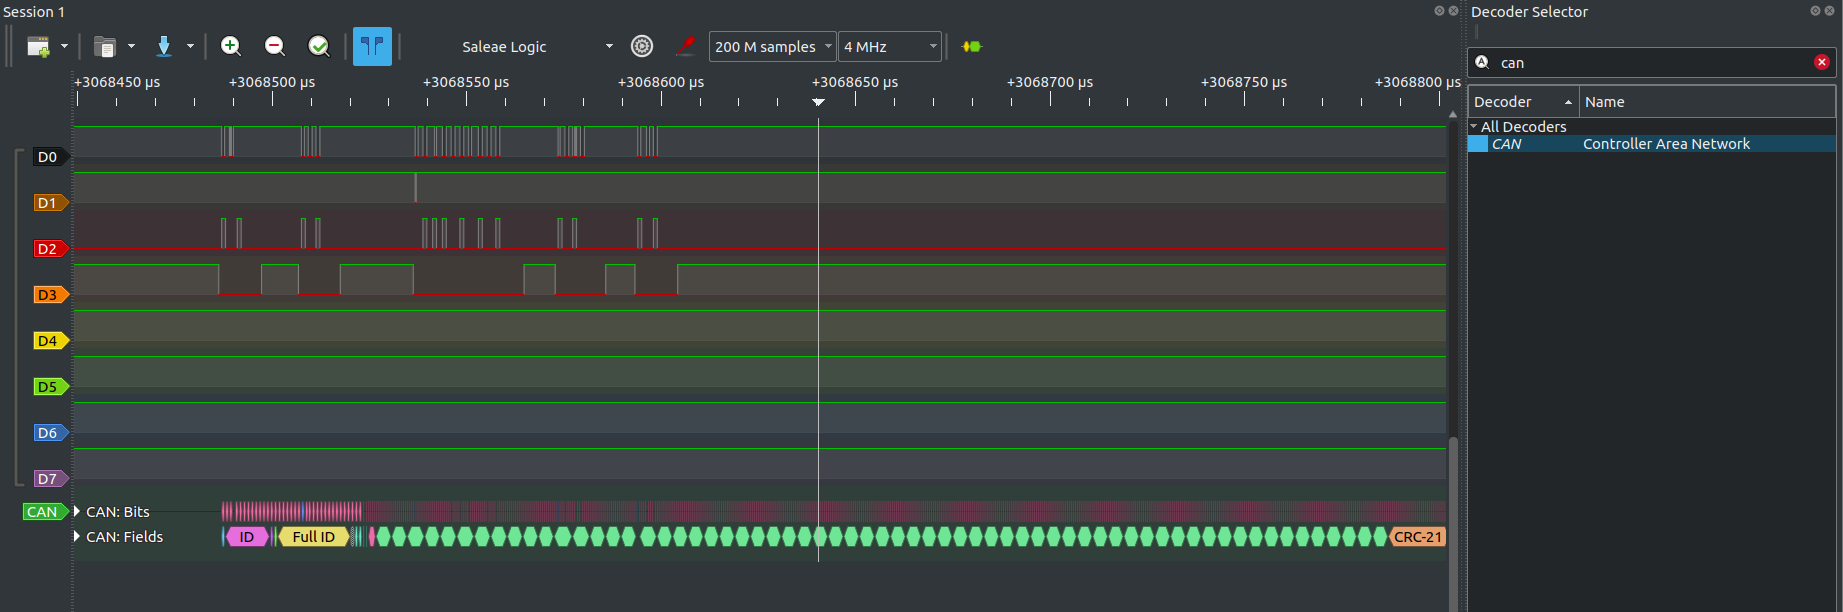 Session 1
Decoder Selector
Saleae Logic
200 M samples
4 MHz
can
+3068450 µs +3068500 µs +3068550 µs +3068600 µs +3068650 µs +3068700 µs +3068750 µs +3068800 µs
Decoder Name
All Decoders
CAN Controller Area Network
D0
D1
D2
D3
D4
D5
D6
D7
CAN CAN: Bits
CAN: Fields ID Full ID CRC-21